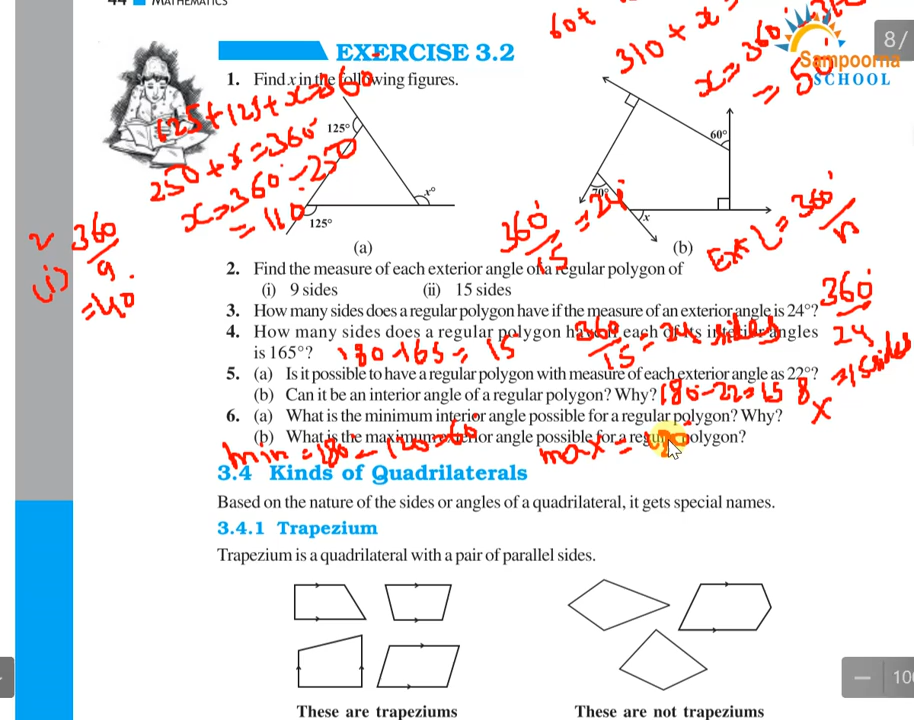 44 MATHEMATICS
8/
Sampoorna
SCHOOL
60+
310+x=
x=360-310
=50
EXERCISE 3.2
1. Find x in the following figures.
125+125+x=360
250+x=360
x=360-250
=110
125°
x°
125°
(a)
60°
70°
x
(b)
360/15=24
Ext∠=360/n
2. Find the measure of each exterior angle of a regular polygon of
(i) 9 sides (ii) 15 sides
2
(i) 360/9
=40
3. How many sides does a regular polygon have if the measure of an exterior angle is 24°?
360/24
=15 sides
4. How many sides does a regular polygon have if each of its interior angles
is 165°?
180-165=15
360/15=24 sides
5. (a) Is it possible to have a regular polygon with measure of each exterior angle as 22°?
(b) Can it be an interior angle of a regular polygon? Why?
180-22=158
x
6. (a) What is the minimum interior angle possible for a regular polygon? Why?
(b) What is the maximum exterior angle possible for a regular polygon?
min=180-120=60
max=
3.4 Kinds of Quadrilaterals
Based on the nature of the sides or angles of a quadrilateral, it gets special names.
3.4.1 Trapezium
Trapezium is a quadrilateral with a pair of parallel sides.
These are trapeziums These are not trapeziums
10